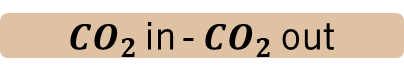 CO₂ in - CO₂ out